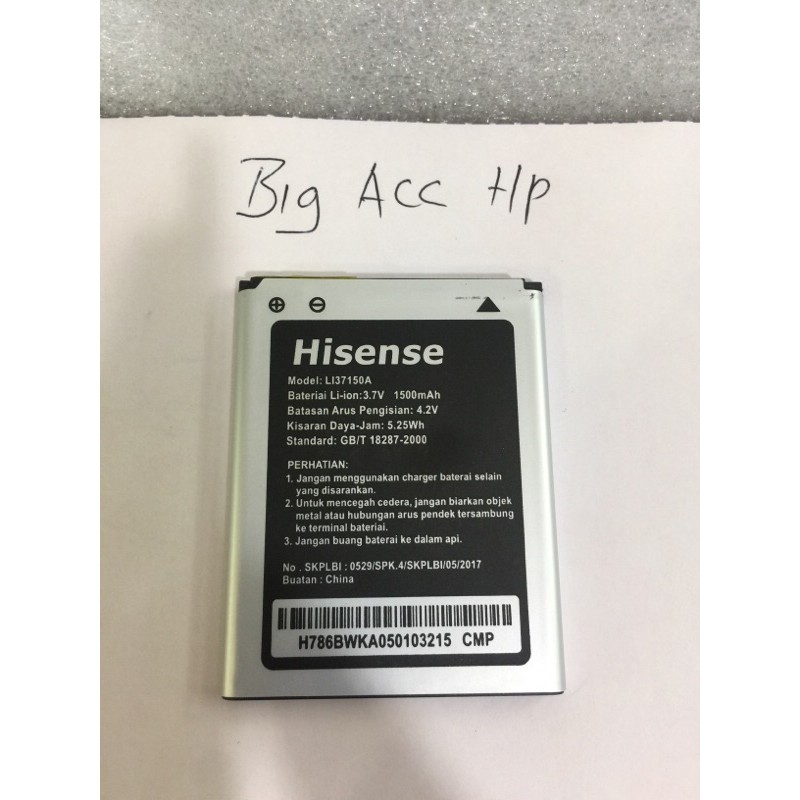 Big Acc Hp
Hisense
Model: LI37150A
Bateriai Li-ion:3.7V 1500mAh
Batasan Arus Pengisian: 4.2V
Kisaran Daya-Jam: 5.25Wh
Standard: GB/T 18287-2000
PERHATIAN:
1. Jangan menggunakan charger baterai selain
yang disarankan.
2. Untuk mencegah cedera, jangan biarkan objek
metal atau hubungan arus pendek tersambung
ke terminal bateriai.
3. Jangan buang baterai ke dalam api.
No . SKPLBI : 0529/SPK.4/SKPLBI/05/2017
Buatan : China
H786BWKA050103215 CMP